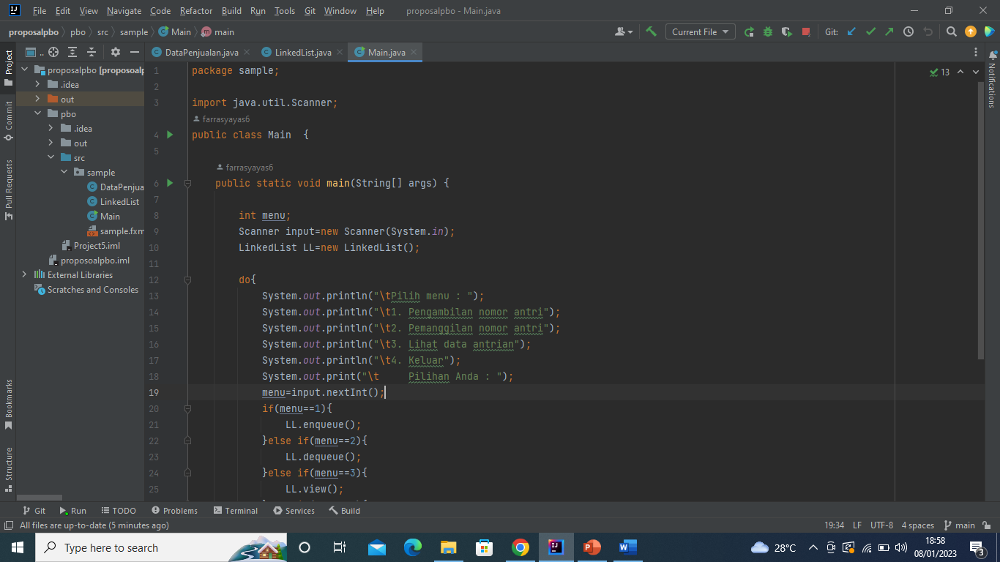 File Edit View Navigate Code Refactor Build Run Tools Git Window Help proposalpbo - Main.java
proposalpbo pbo src sample Main main Current File Git:
.. DataPenjualan.java LinkedList.java Main.java
Project
Commit
Pull Requests
Bookmarks
Structure
proposalpbo [proposoalp
.idea
out
pbo
.idea
out
src
sample
DataPenjua
LinkedList
Main
sample.fxm
Project5.iml
proposoalpbo.iml
External Libraries
Scratches and Consoles
13
1 package sample;
2
3 import java.util.Scanner;
farrasyayas6
4 public class Main  {
5
farrasyayas6
6 public static void main(String[] args) {
7
8 int menu;
9 Scanner input=new Scanner(System.in);
10 LinkedList LL=new LinkedList();
11
12 do{
13 System.out.println("\tPilih menu : ");
14 System.out.println("\t1. Pengambilan nomor antri");
15 System.out.println("\t2. Pemanggilan nomor antri");
16 System.out.println("\t3. Lihat data antrian");
17 System.out.println("\t4. Keluar");
18 System.out.print("\t     Pilihan Anda : ");
19 menu=input.nextInt();
20 if(menu==1){
21 LL.enqueue();
22 }else if(menu==2){
23 LL.dequeue();
24 }else if(menu==3){
25 LL.view();
Notifications
Git Run TODO Problems Terminal Services Build
All files are up-to-date (5 minutes ago) 19:34 LF UTF-8 4 spaces main
Type here to search 28°C 18:58
08/01/2023 3